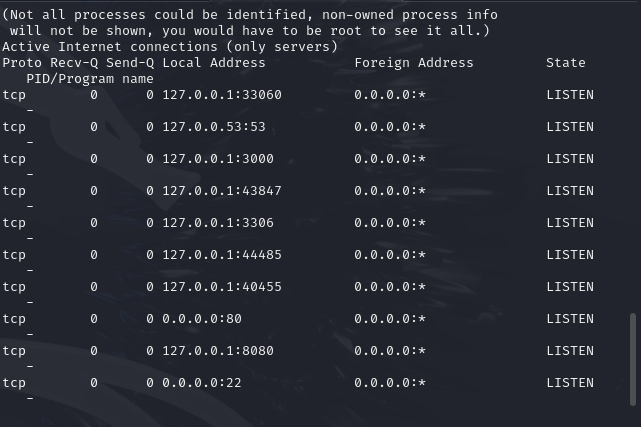 (Not all processes could be identified, non-owned process info
 will not be shown, you would have to be root to see it all.)
Active Internet connections (only servers)
Proto Recv-Q Send-Q Local Address           Foreign Address         State
   PID/Program name
tcp        0      0 127.0.0.1:33060         0.0.0.0:*               LISTEN
   -
tcp        0      0 127.0.0.53:53           0.0.0.0:*               LISTEN
   -
tcp        0      0 127.0.0.1:3000          0.0.0.0:*               LISTEN
   -
tcp        0      0 127.0.0.1:43847         0.0.0.0:*               LISTEN
   -
tcp        0      0 127.0.0.1:3306          0.0.0.0:*               LISTEN
   -
tcp        0      0 127.0.0.1:44485         0.0.0.0:*               LISTEN
   -
tcp        0      0 127.0.0.1:40455         0.0.0.0:*               LISTEN
   -
tcp        0      0 0.0.0.0:80              0.0.0.0:*               LISTEN
   -
tcp        0      0 127.0.0.1:8080          0.0.0.0:*               LISTEN
   -
tcp        0      0 0.0.0.0:22              0.0.0.0:*               LISTEN
   -